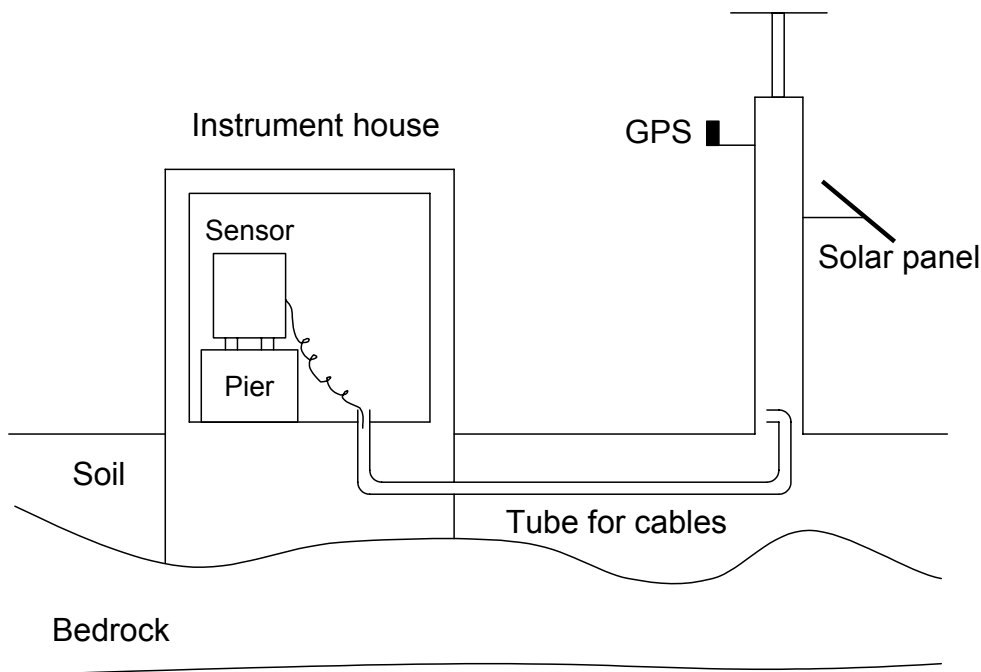 Instrument house
GPS
Sensor
Solar panel
Pier
Soil
Tube for cables
Bedrock